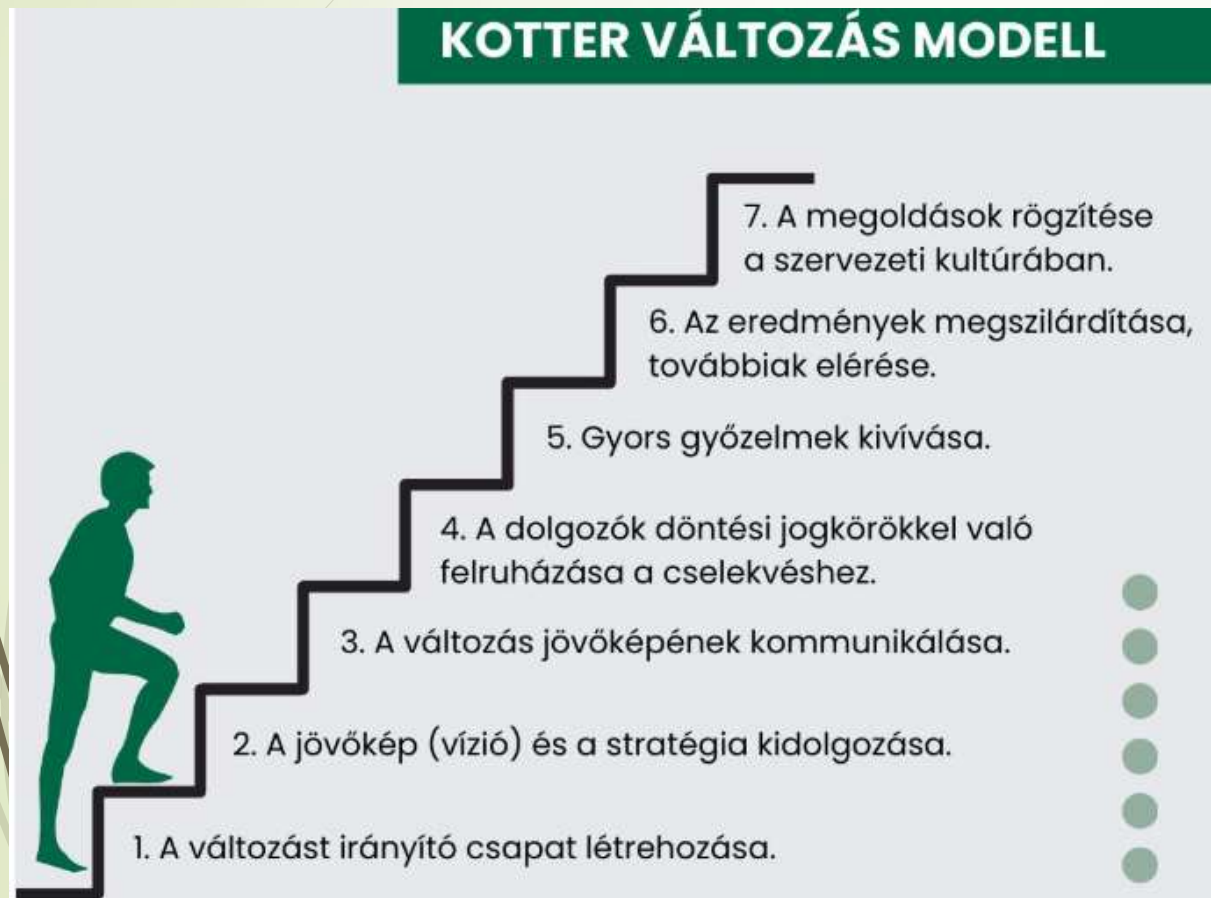 KOTTER VÁLTOZÁS MODELL
7. A megoldások rögzítése
a szervezeti kultúrában.
6. Az eredmények megszilárdítása,
továbbiak elérése.
5. Gyors győzelmek kivívása.
4. A dolgozók döntési jogkörökkel való
felruházása a cselekvéshez.
3. A változás jövőképének kommunikálása.
2. A jövőkép (vízió) és a stratégia kidolgozása.
1. A változást irányító csapat létrehozása.